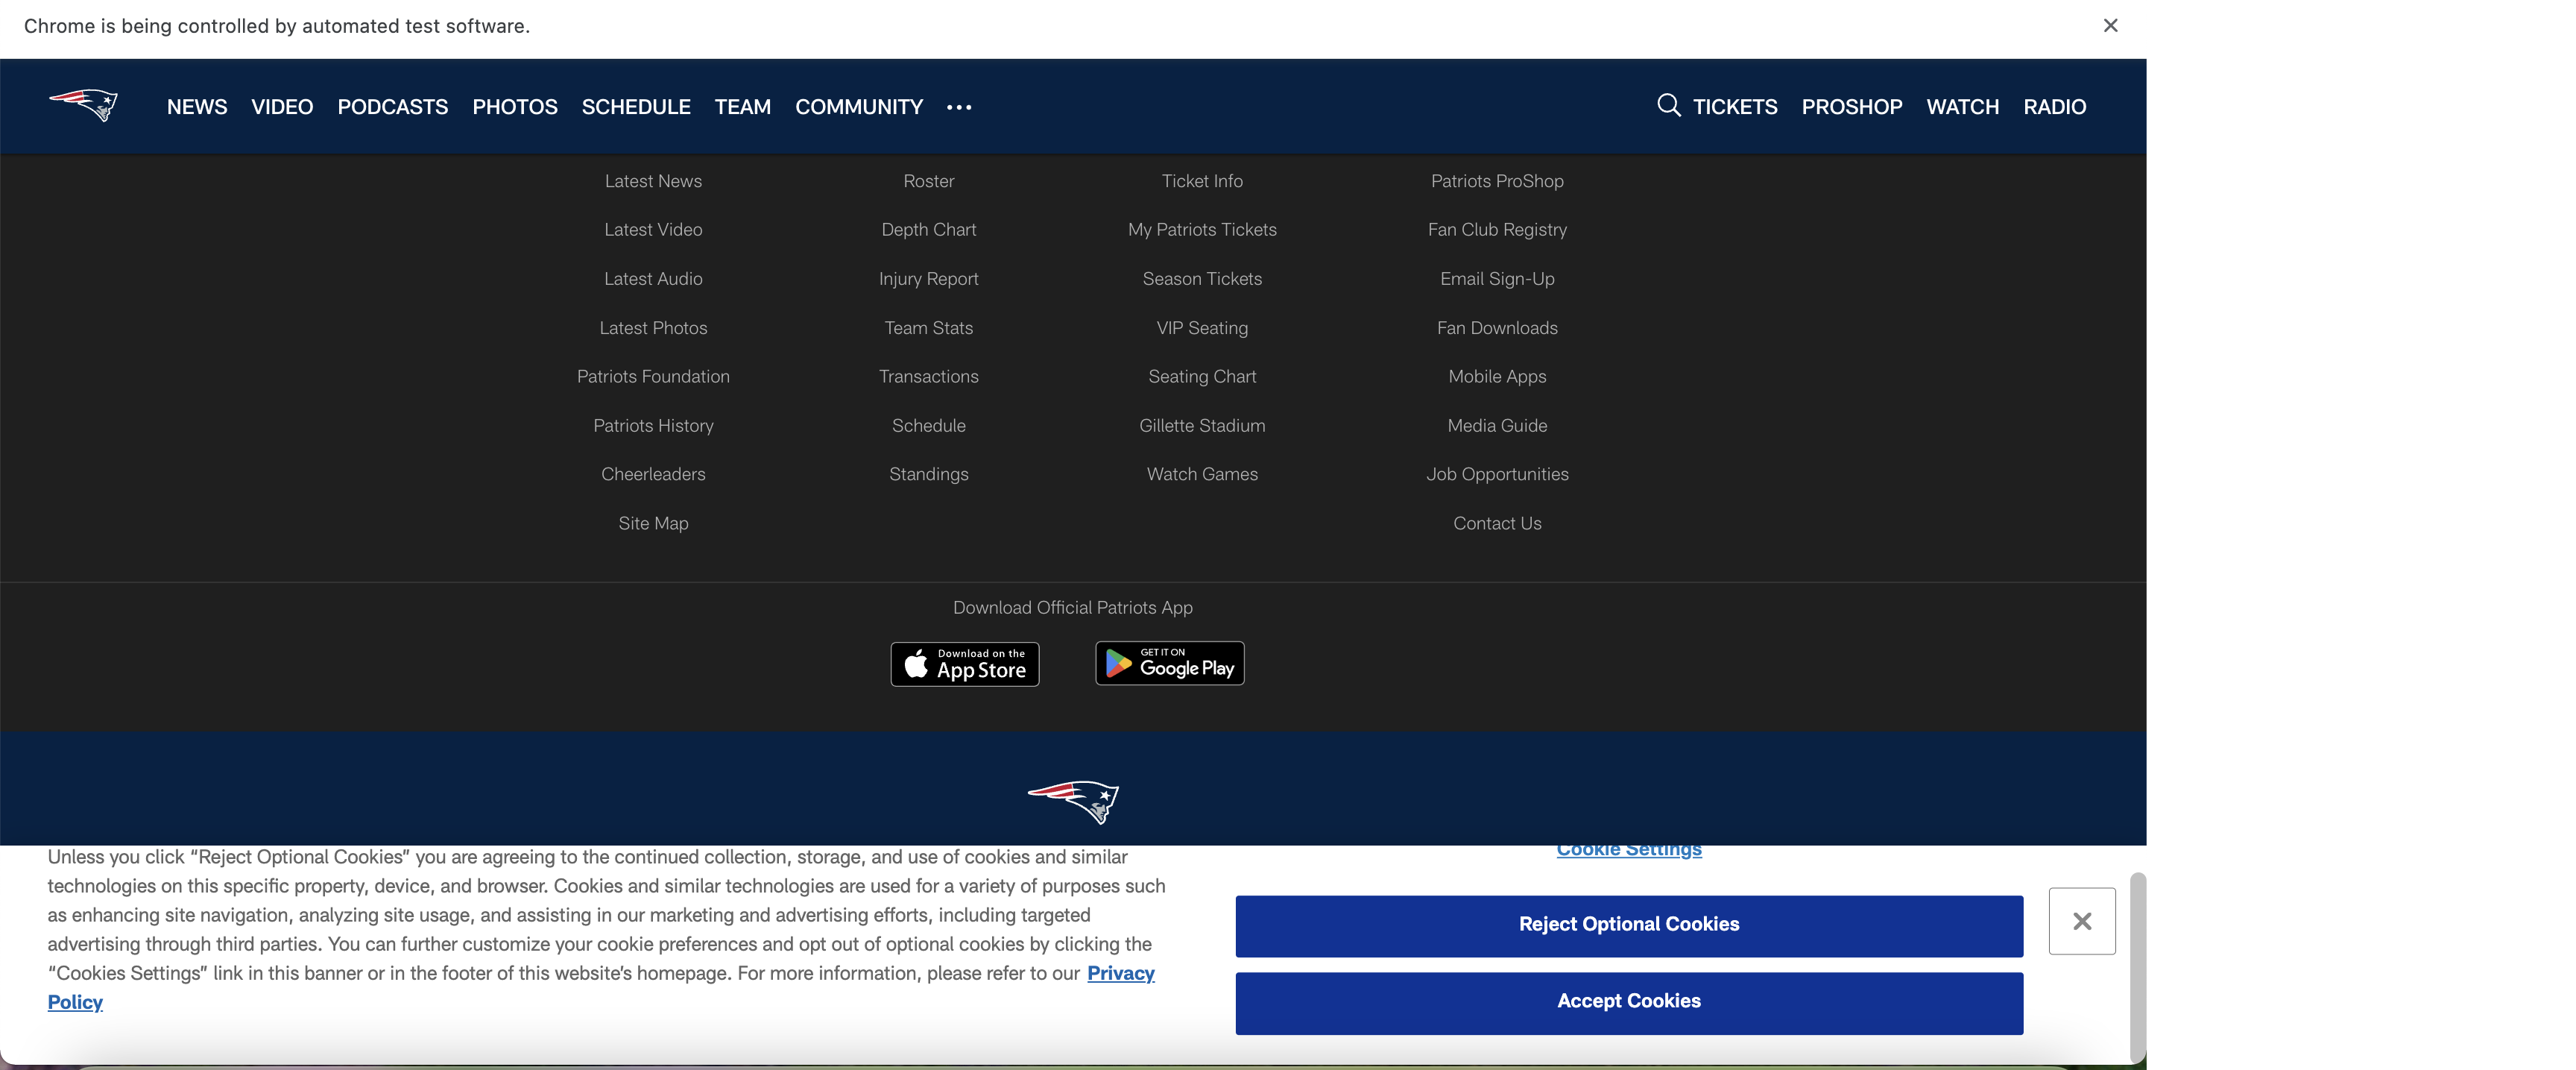 Chrome is being controlled by automated test software.
NEWS VIDEO PODCASTS PHOTOS SCHEDULE TEAM COMMUNITY ••• TICKETS PROSHOP WATCH RADIO
Latest News Roster Ticket Info Patriots ProShop
Latest Video Depth Chart My Patriots Tickets Fan Club Registry
Latest Audio Injury Report Season Tickets Email Sign-Up
Latest Photos Team Stats VIP Seating Fan Downloads
Patriots Foundation Transactions Seating Chart Mobile Apps
Patriots History Schedule Gillette Stadium Media Guide
Cheerleaders Standings Watch Games Job Opportunities
Site Map Contact Us
Download Official Patriots App
Download on the
App Store
GET IT ON
Google Play
Unless you click “Reject Optional Cookies” you are agreeing to the continued collection, storage, and use of cookies and similar
technologies on this specific property, device, and browser. Cookies and similar technologies are used for a variety of purposes such
as enhancing site navigation, analyzing site usage, and assisting in our marketing and advertising efforts, including targeted
advertising through third parties. You can further customize your cookie preferences and opt out of optional cookies by clicking the
“Cookies Settings” link in this banner or in the footer of this website’s homepage. For more information, please refer to our Privacy
Policy
Cookie Settings
Reject Optional Cookies
Accept Cookies